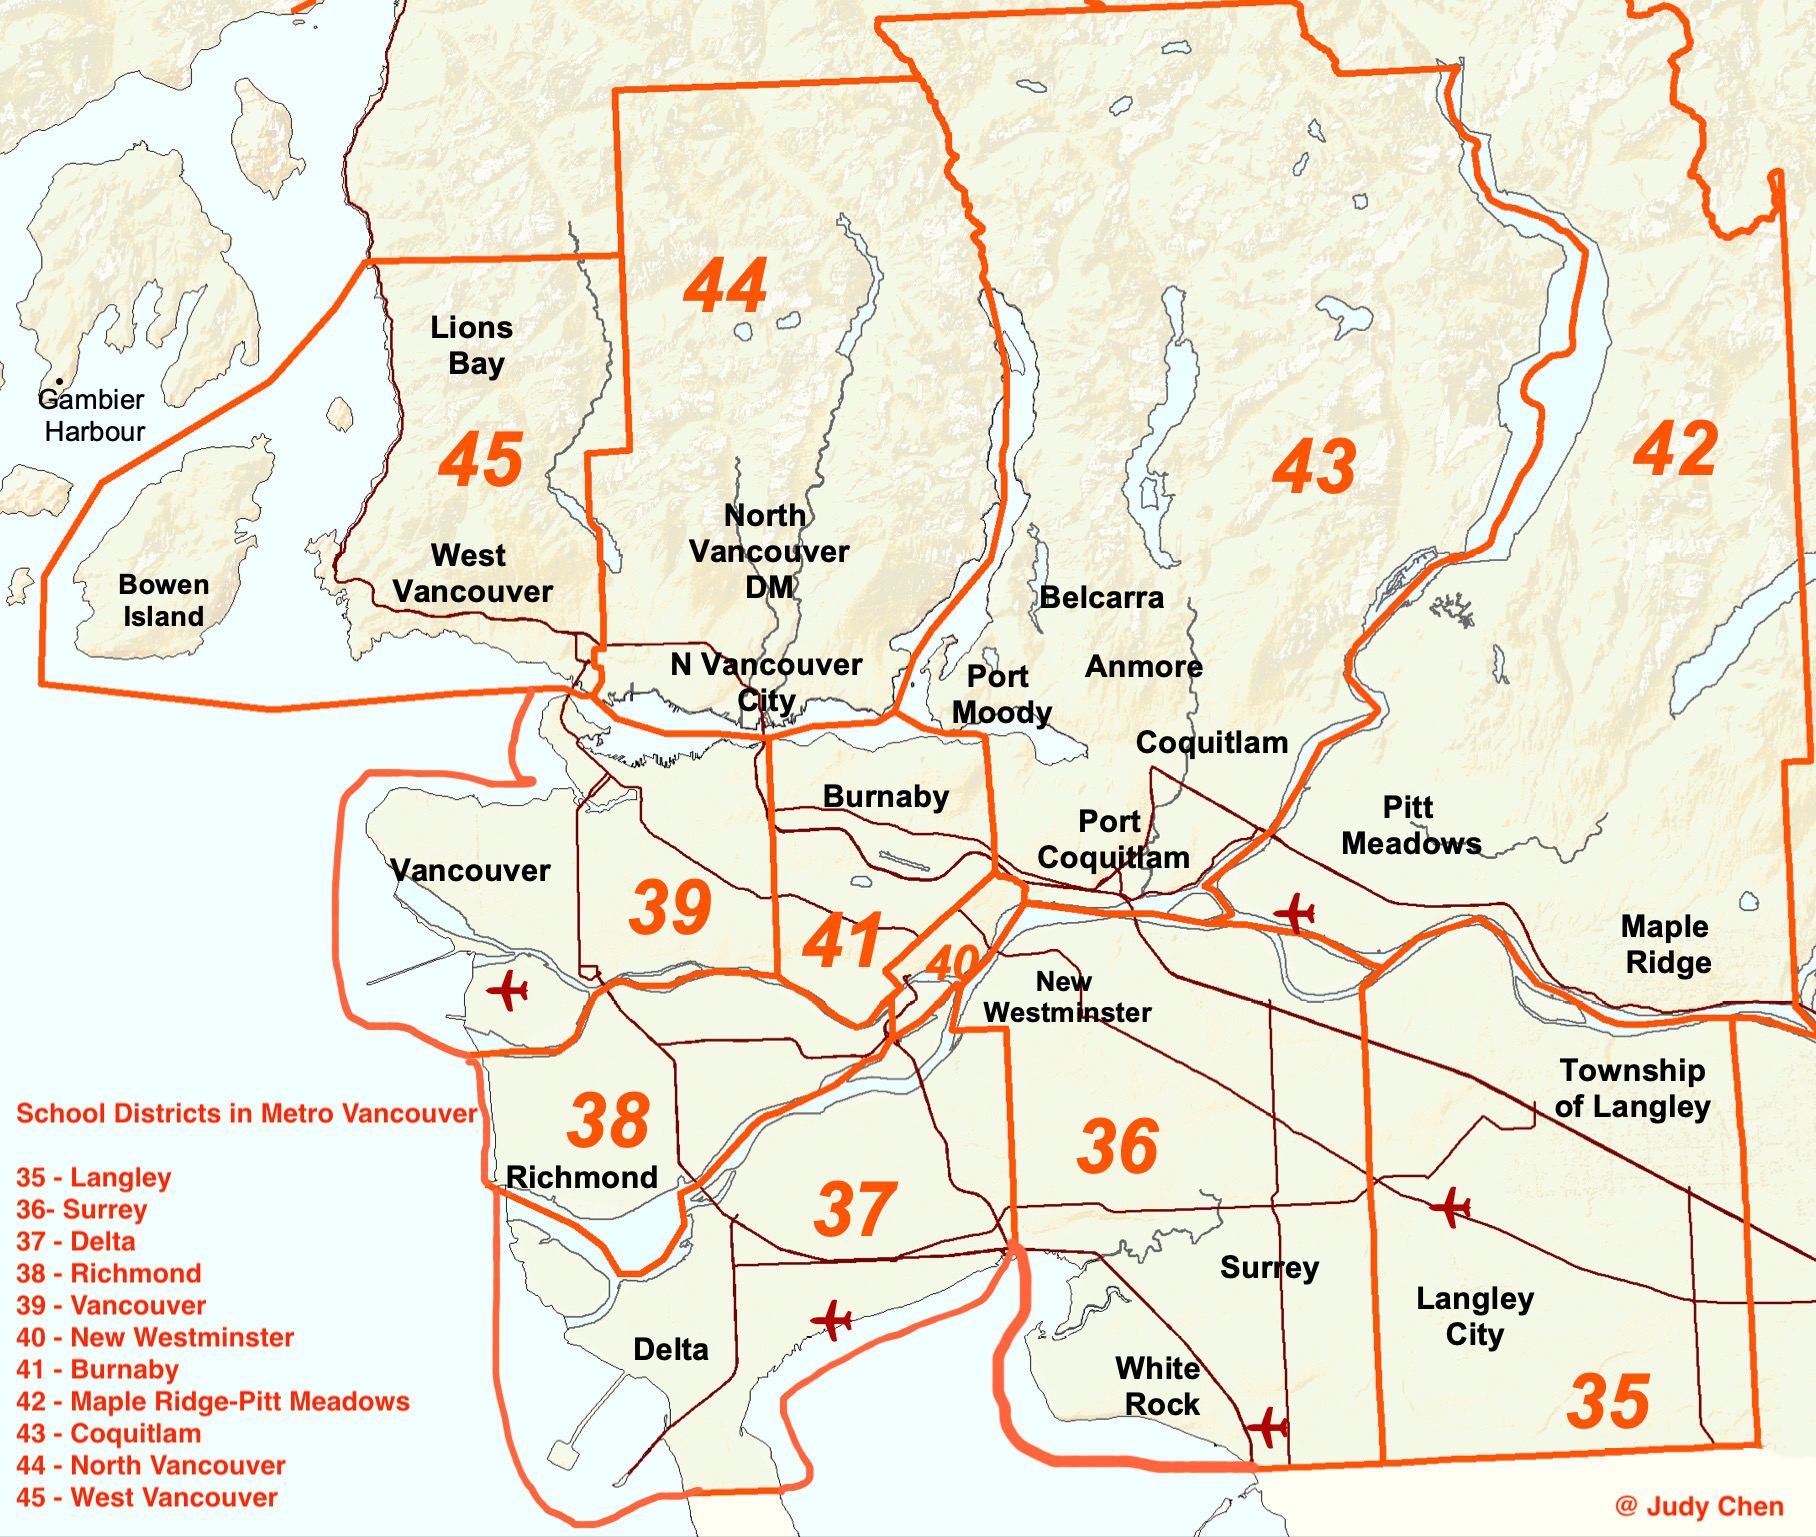 44
Lions
Bay
Gambier
Harbour
45
43
42
North
Vancouver
DM
West
Vancouver
Bowen
Island
Belcarra
N Vancouver
City
Port
Moody
Anmore
Coquitlam
Burnaby
Port
Coquitlam
Pitt
Meadows
Vancouver
39
41
40
Maple
Ridge
New
Westminster
Township
of Langley
38
Richmond
36
37
Surrey
Langley
City
Delta
White
Rock
35
School Districts in Metro Vancouver
35 - Langley
36- Surrey
37 - Delta
38 - Richmond
39 - Vancouver
40 - New Westminster
41 - Burnaby
42 - Maple Ridge-Pitt Meadows
43 - Coquitlam
44 - North Vancouver
45 - West Vancouver
@ Judy Chen